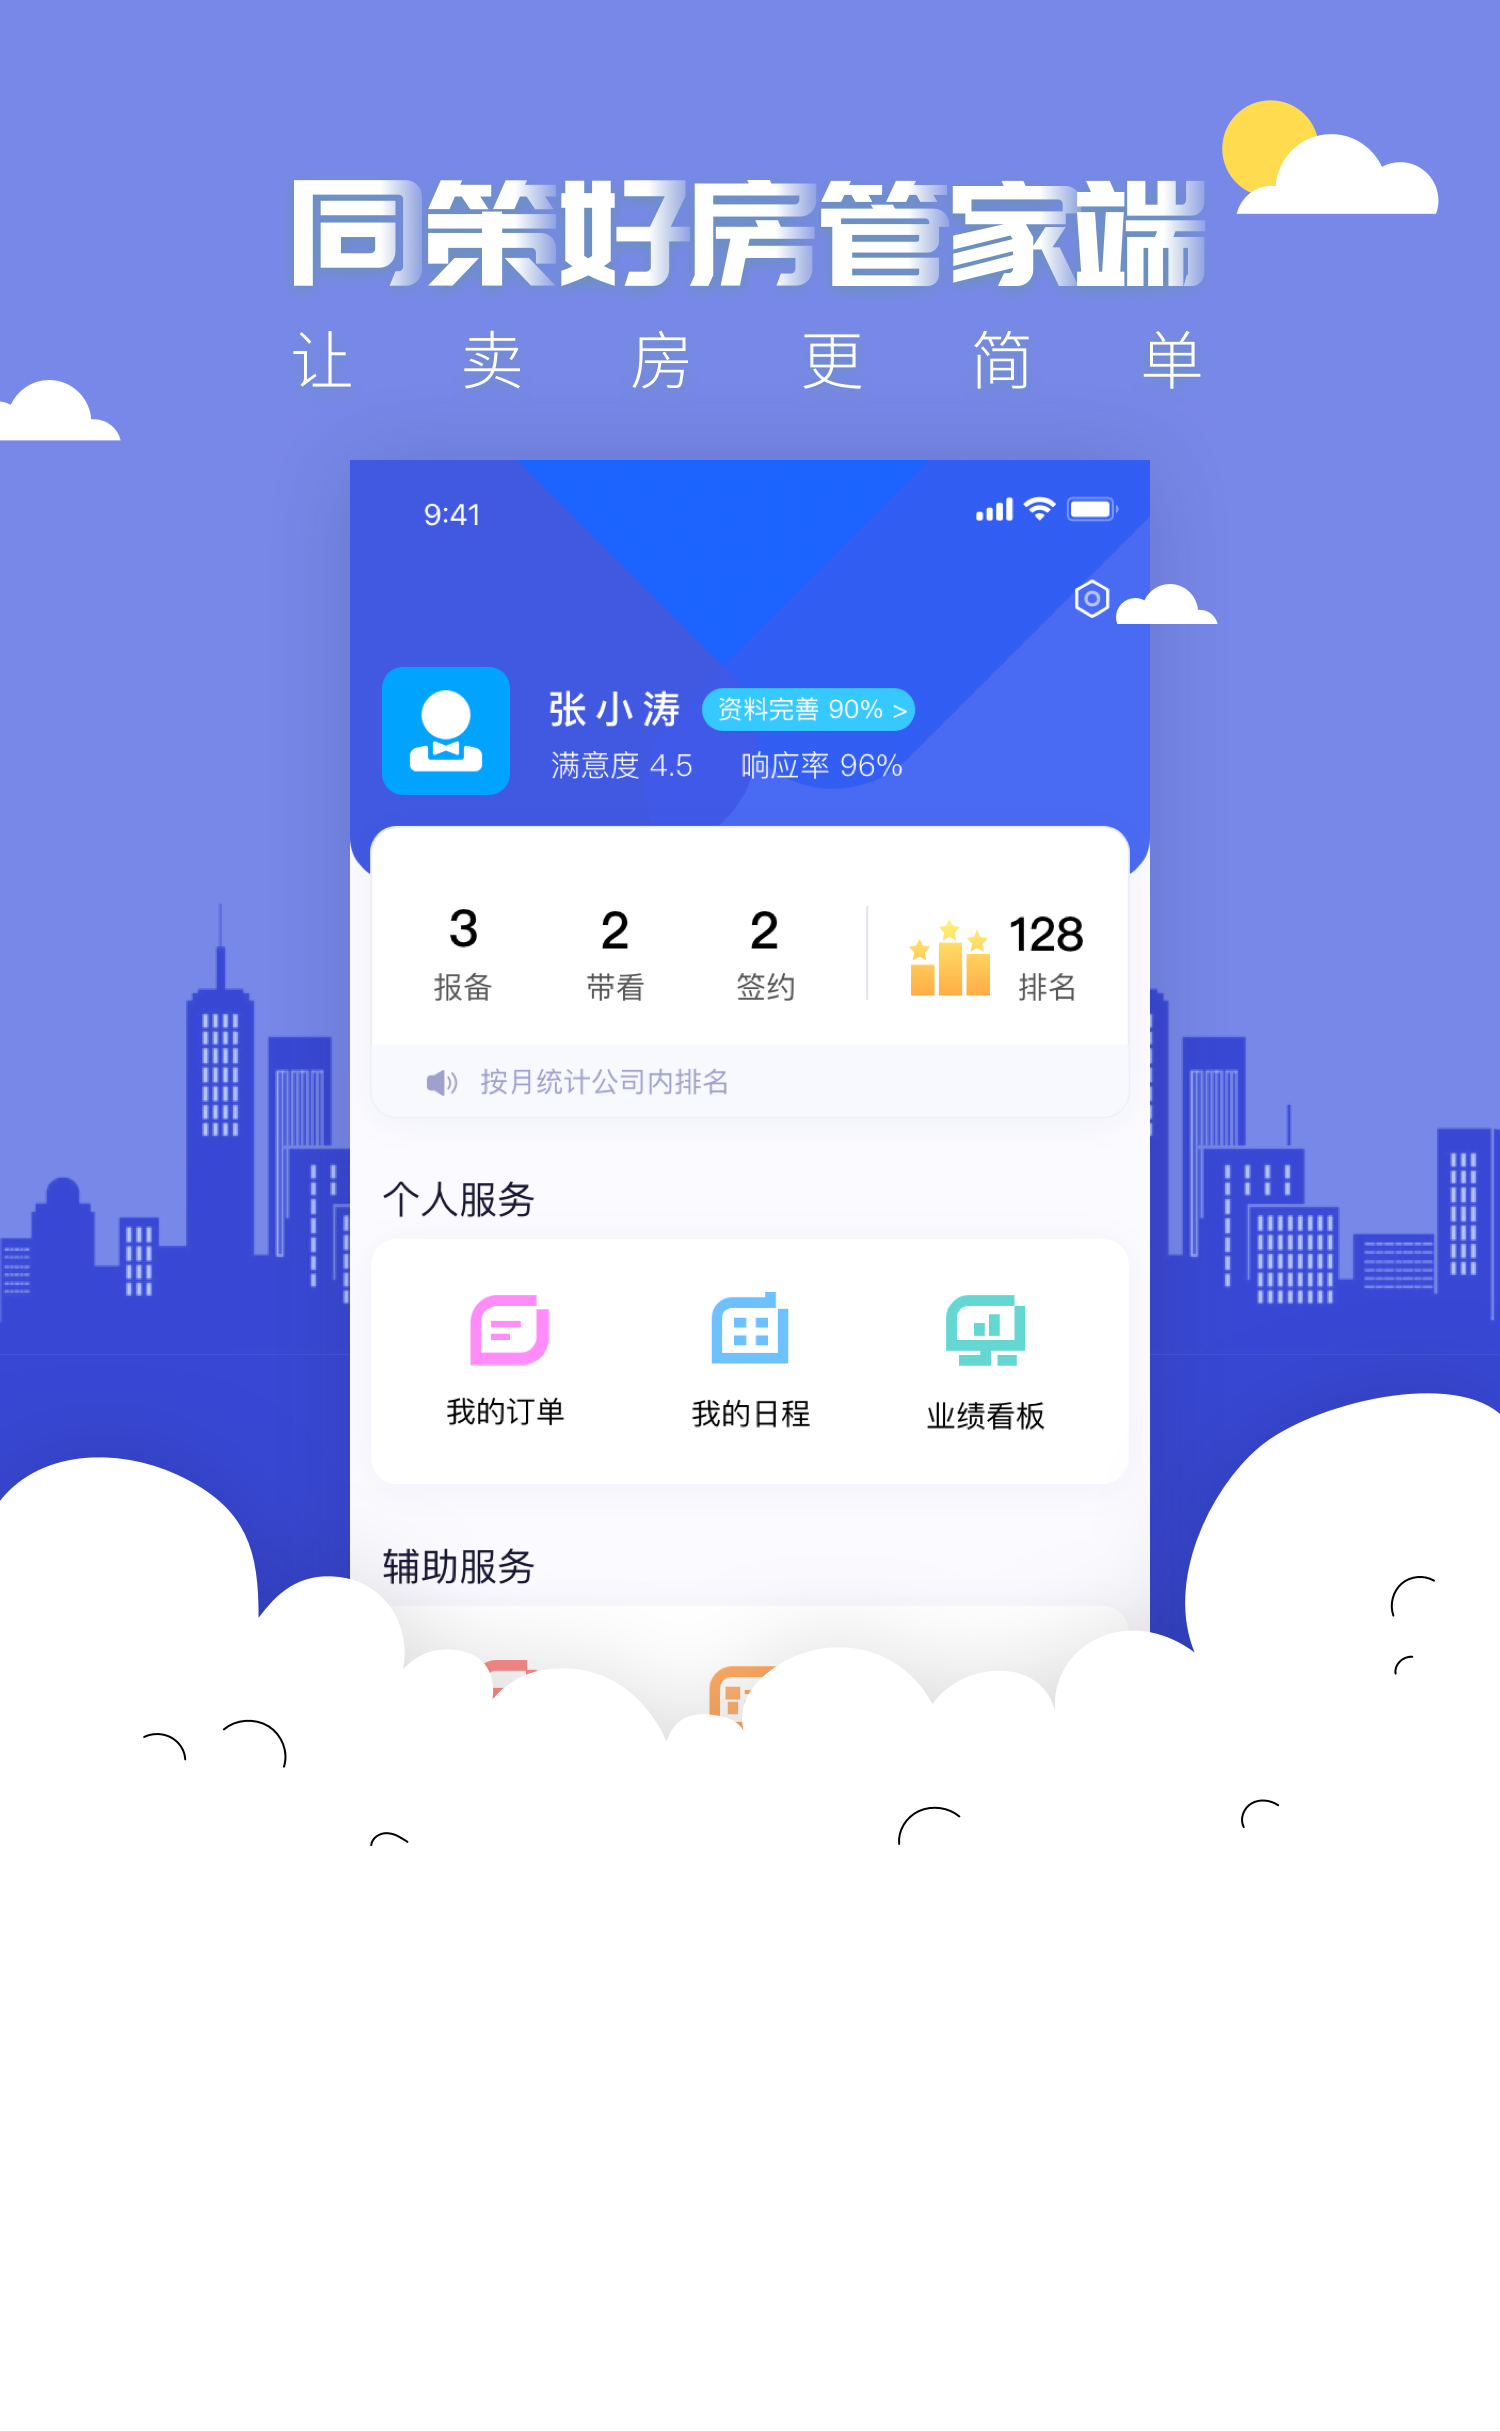 同策好房管家端
让卖房更简单
9:41
张小涛 资料完善 90% >
满意度 4.5 响应率 96%
3 2 2 128
报备 带看 签约 排名
按月统计公司内排名
个人服务
我的订单 我的日程 业绩看板
辅助服务